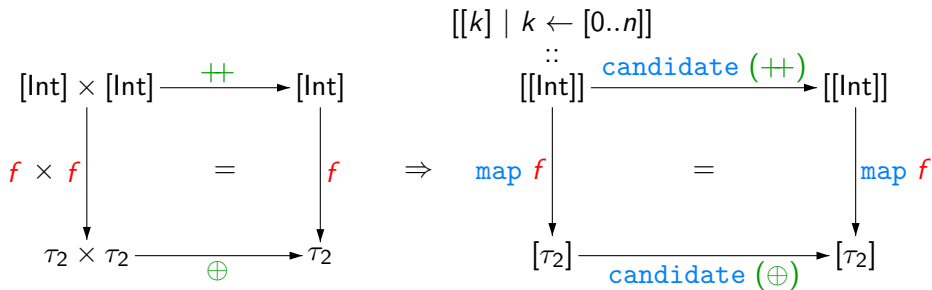 [[k] | k ← [0..n]]
::
[Int] × [Int] ⧺ [Int] [[Int]] candidate (⧺) [[Int]]
f × f = f ⇒ map f = map f
τ₂ × τ₂ ⊕ τ₂ [τ₂] candidate (⊕) [τ₂]